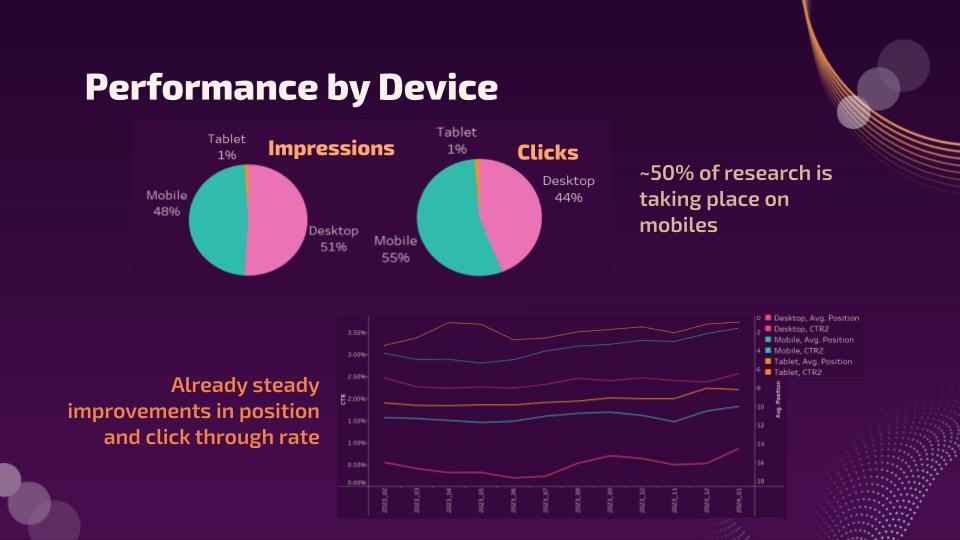 Performance by Device
Tablet
1%
Impressions
Mobile
48%
Desktop
51%
Tablet
1%
Clicks
Desktop
44%
Mobile
55%
~50% of research is
taking place on
mobiles
Already steady
improvements in position
and click through rate
CTR
3.50%
3.00%
2.50%
2.00%
1.50%
1.00%
0.50%
0.00%
2023_02
2023_03
2023_04
2023_05
2023_06
2023_07
2023_08
2023_09
2023_10
2023_11
2023_12
2024_01
0
2
4
6
8
10
12
14
16
18
Avg. Position
Desktop, Avg. Position
Desktop, CTR2
Mobile, Avg. Position
Mobile, CTR2
Tablet, Avg. Position
Tablet, CTR2